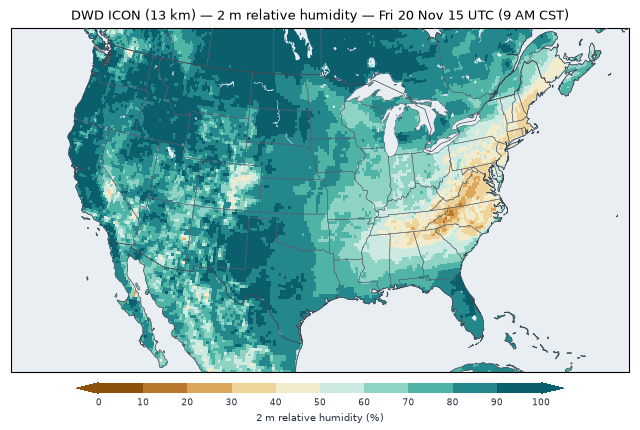 DWD ICON (13 km) — 2 m relative humidity — Fri 20 Nov 15 UTC (9 AM CST)
0 10 20 30 40 50 60 70 80 90 100
2 m relative humidity (%)